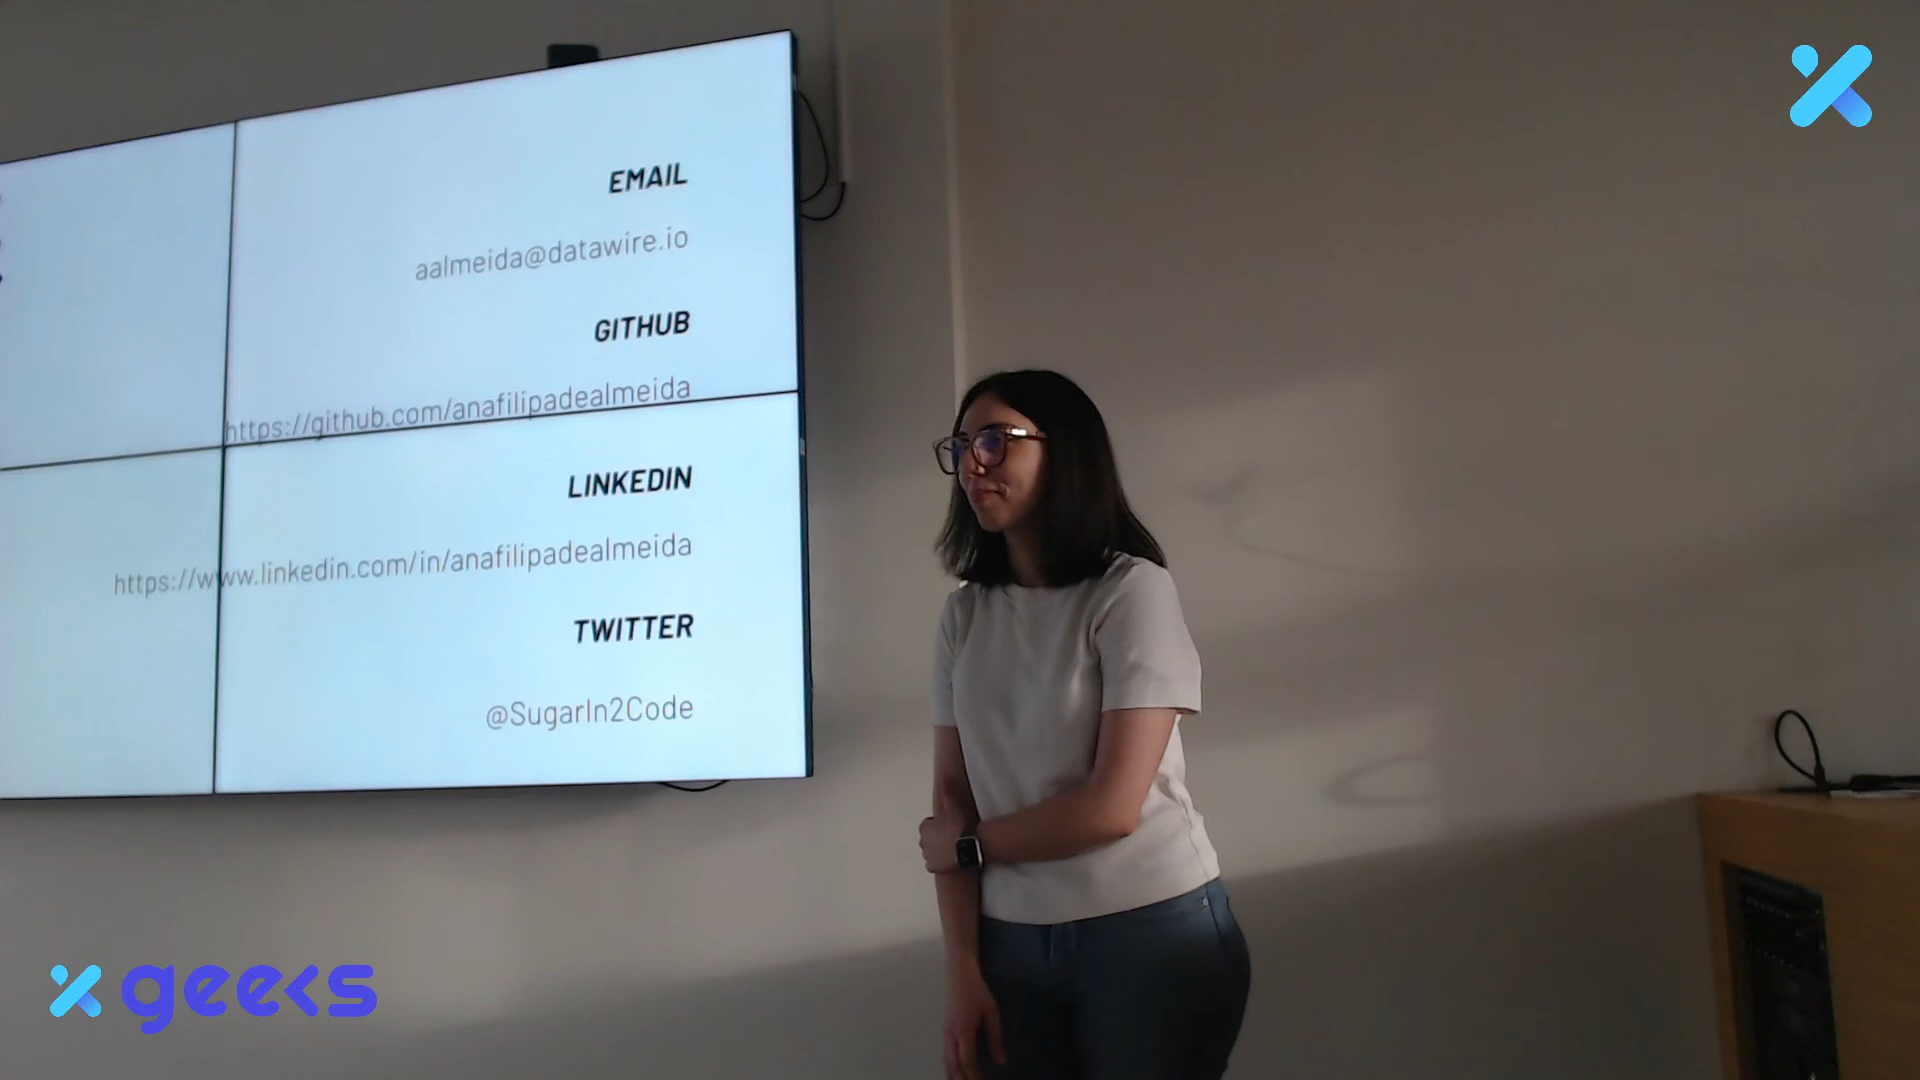 EMAIL
aalmeida@datawire.io
GITHUB
https://github.com/anafilipadealmeida
LINKEDIN
https://www.linkedin.com/in/anafilipadealmeida
TWITTER
@SugarIn2Code
geeks